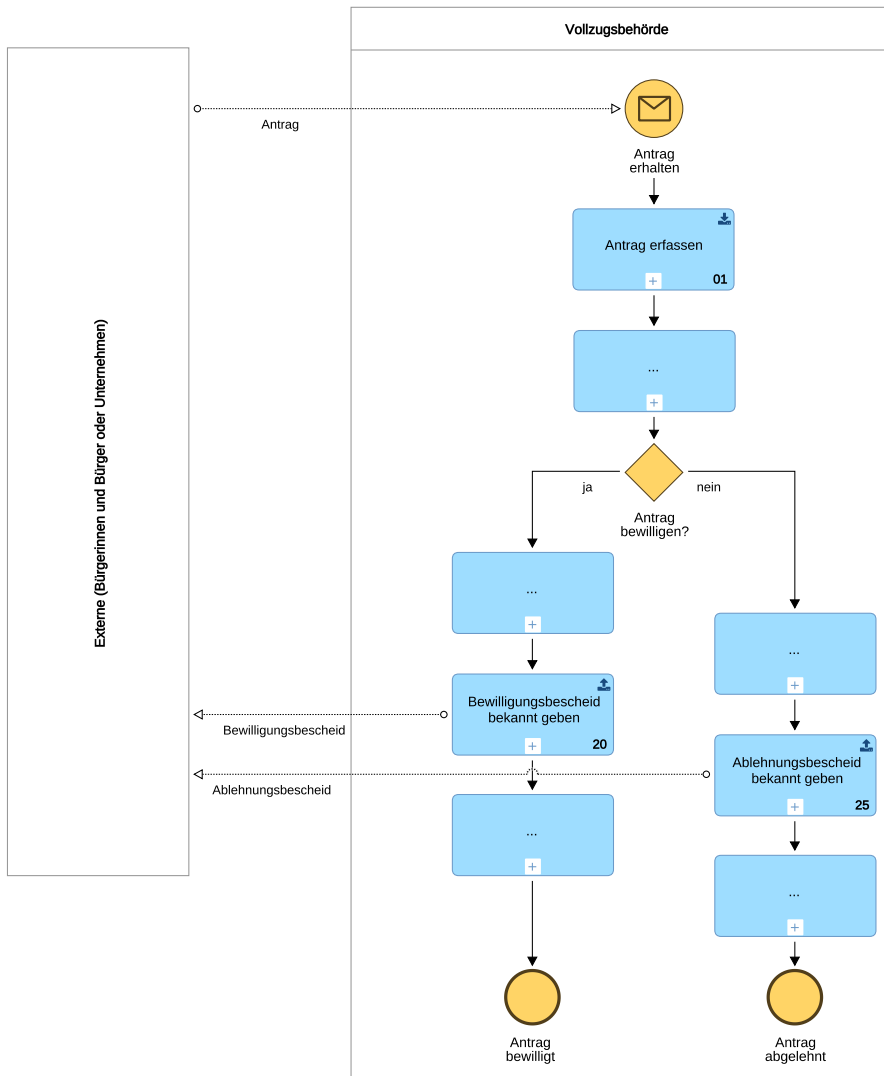 Vollzugsbehörde
Externe (Bürgerinnen und Bürger oder Unternehmen)
Antrag
Antrag
erhalten
Antrag erfassen
01
...
ja
nein
Antrag
bewilligen?
...
...
Bewilligungsbescheid
bekannt geben
20
Bewilligungsbescheid
Ablehnungsbescheid
bekannt geben
25
Ablehnungsbescheid
...
...
Antrag
bewilligt
Antrag
abgelehnt